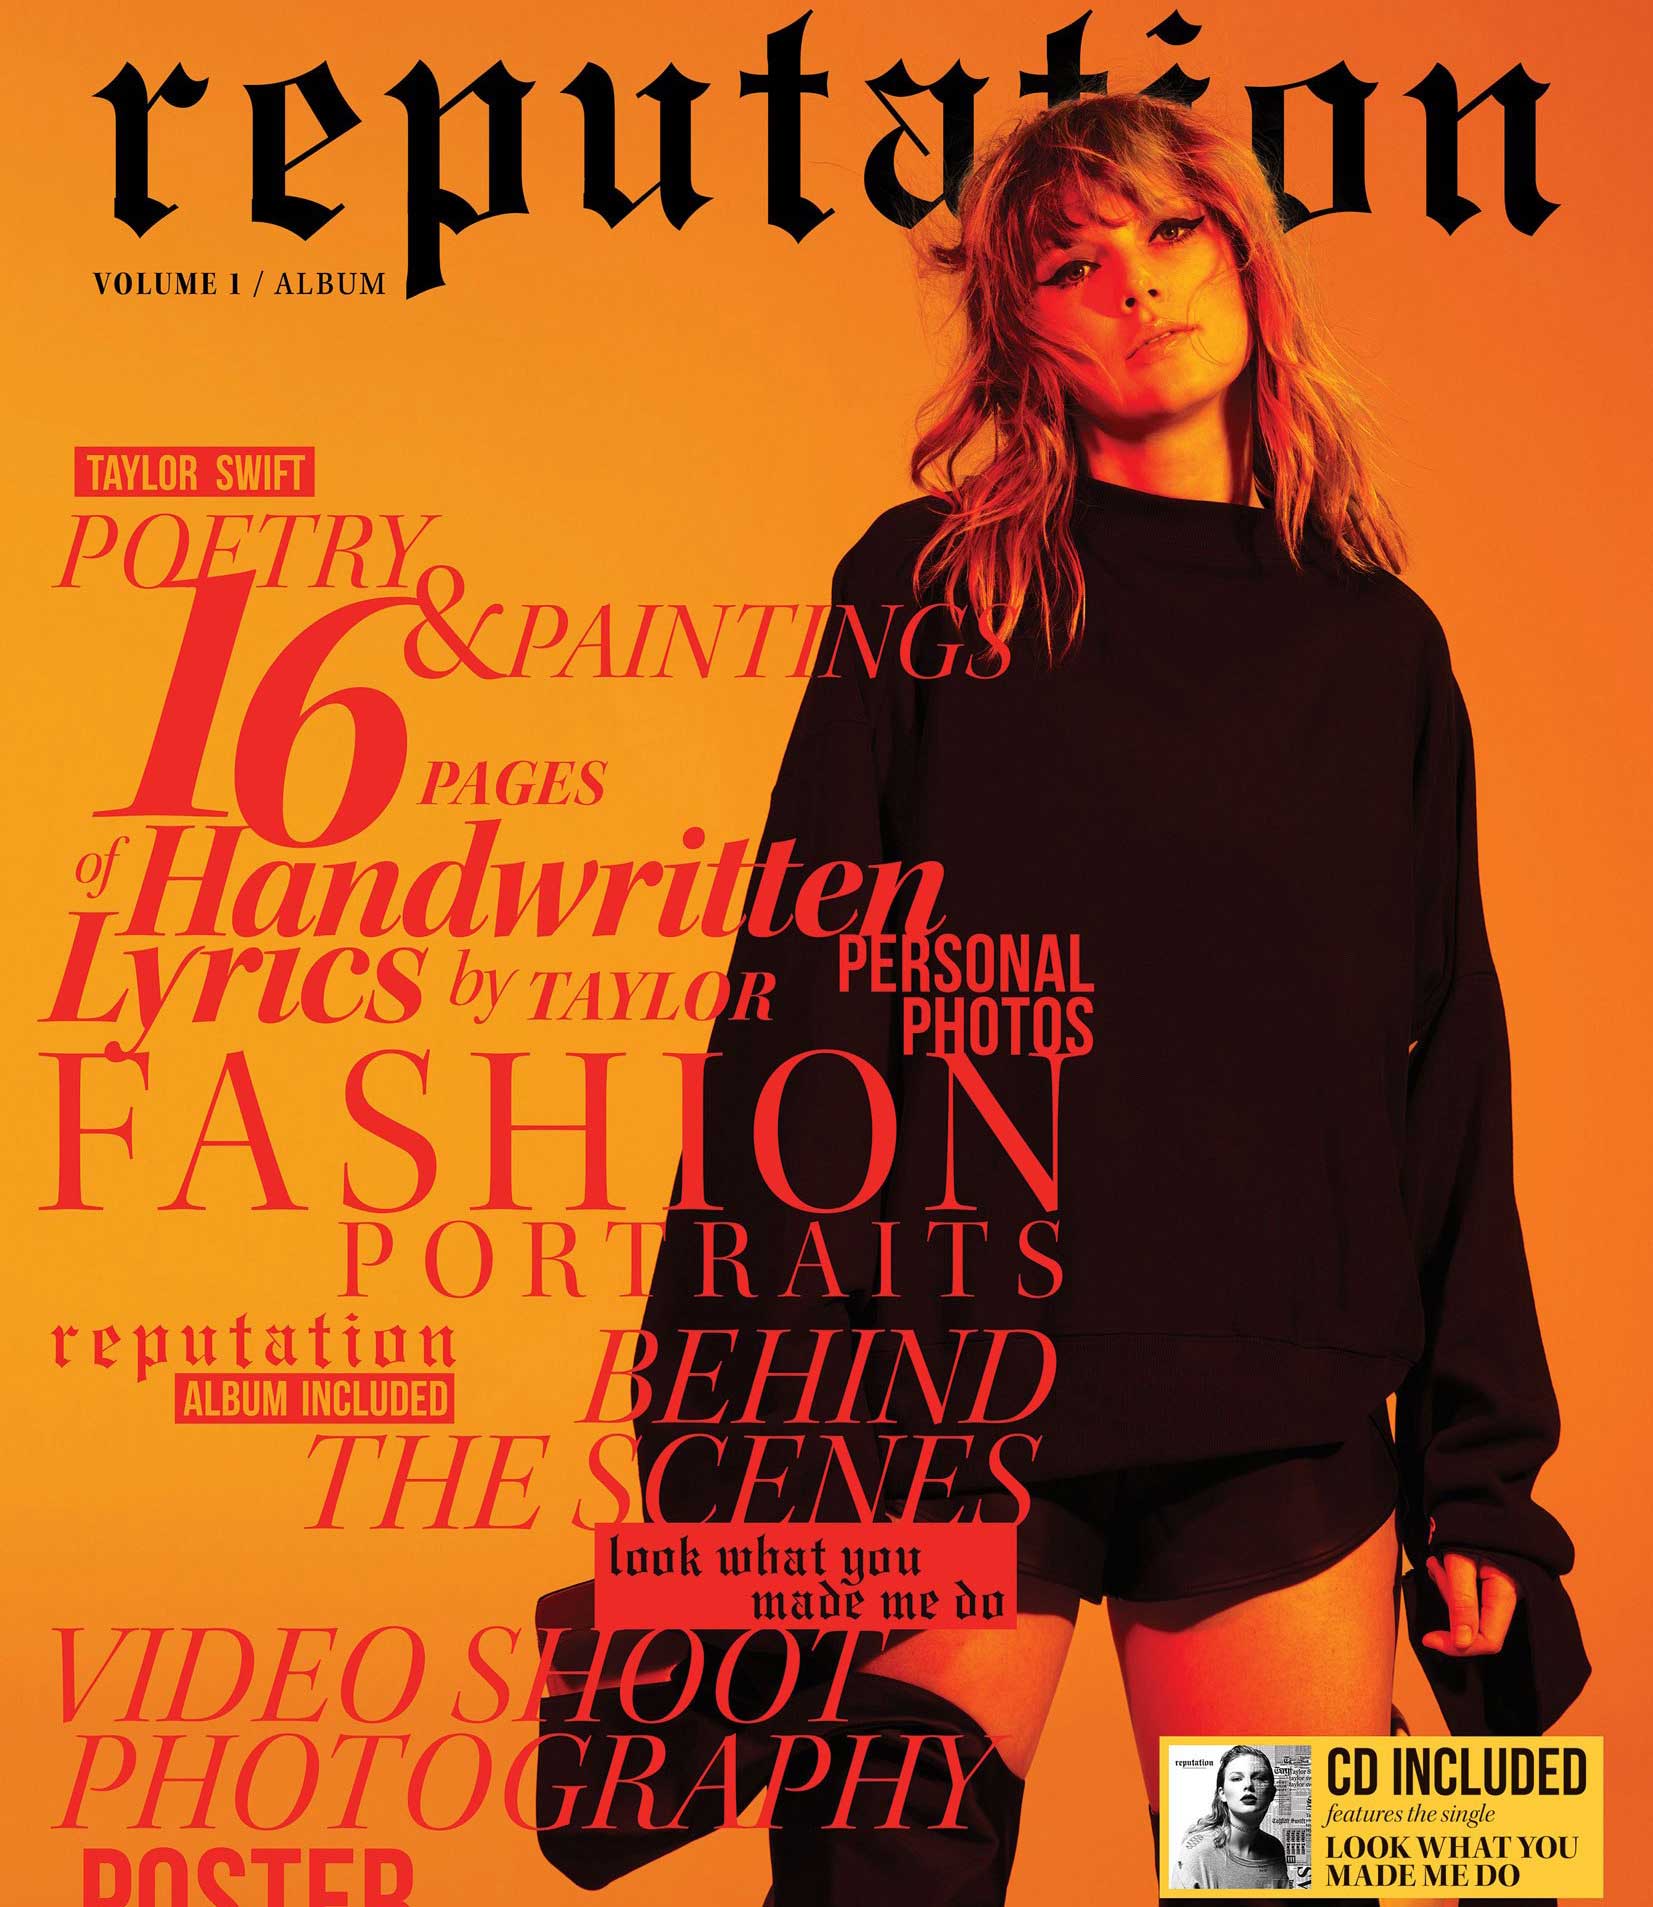 reputation
VOLUME 1 / ALBUM
TAYLOR SWIFT
POETRY
& PAINTINGS
16 PAGES
of Handwritten
Lyrics by TAYLOR
PERSONAL
PHOTOS
FASHION
PORTRAITS
reputation
ALBUM INCLUDED
BEHIND
THE SCENES
look what you
made me do
VIDEO SHOOT
PHOTOGRAPHY
POSTER
reputation
CD INCLUDED
features the single
LOOK WHAT YOU
MADE ME DO